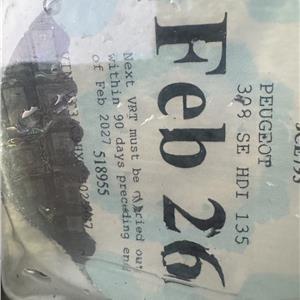 PEUGEOT
308 SE HDI 135
Feb 26
Next VRT must be carried out
within 90 days preceding end
of Feb 2027 518955